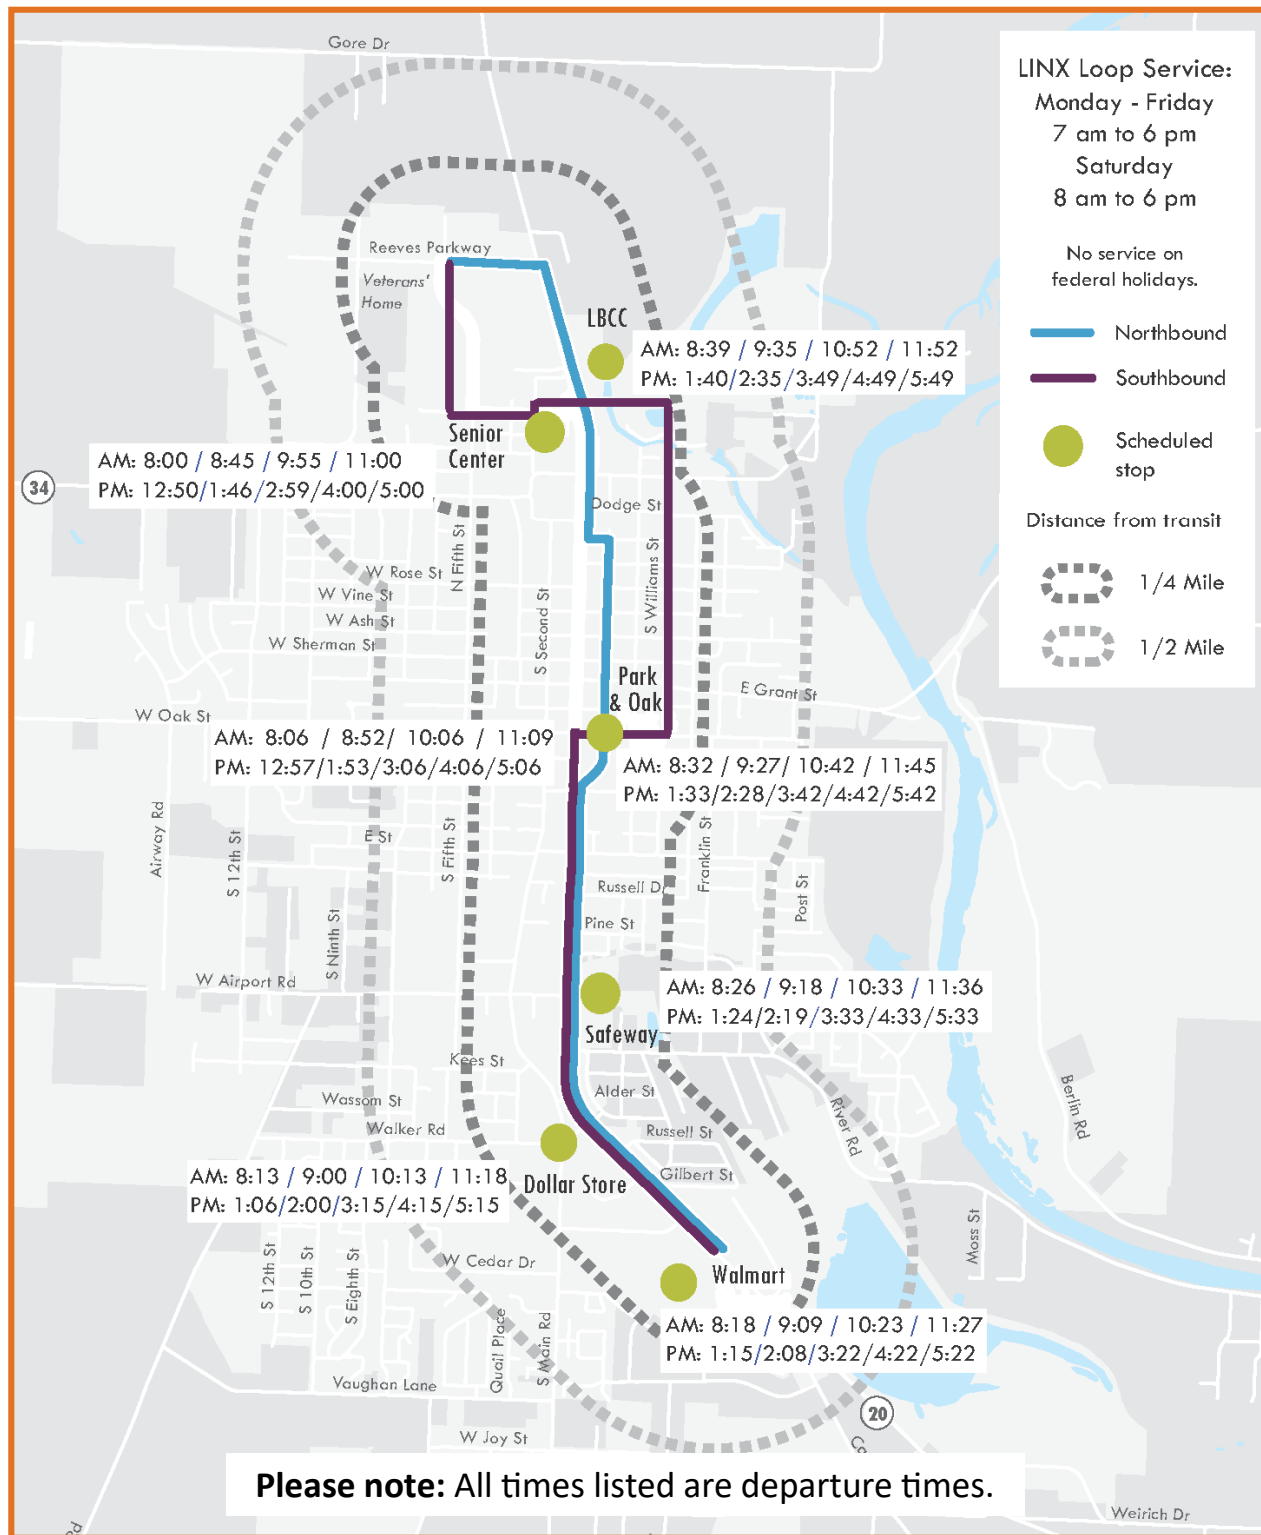 Gore Dr
LINX Loop Service:
Monday - Friday
7 am to 6 pm
Saturday
8 am to 6 pm
No service on
federal holidays.
Northbound
Southbound
Scheduled
stop
Distance from transit
1/4 Mile
1/2 Mile
Reeves Parkway
Veterans'
Home
LBCC
AM: 8:39 / 9:35 / 10:52 / 11:52
PM: 1:40/2:35/3:49/4:49/5:49
Senior
Center
AM: 8:00 / 8:45 / 9:55 / 11:00
PM: 12:50/1:46/2:59/4:00/5:00
34
Dodge St
N Fifth St
W Rose St
W Vine St
W Ash St
W Sherman St
S Second St
S Williams St
Park
& Oak
E Grant St
W Oak St
AM: 8:06 / 8:52/ 10:06 / 11:09
PM: 12:57/1:53/3:06/4:06/5:06
AM: 8:32 / 9:27/ 10:42 / 11:45
PM: 1:33/2:28/3:42/4:42/5:42
Airway Rd
S 12th St
E St
S Fifth St
Franklin St
Russell Dr
Post St
Pine St
S Ninth St
W Airport Rd
AM: 8:26 / 9:18 / 10:33 / 11:36
PM: 1:24/2:19/3:33/4:33/5:33
Safeway
Kees St
Alder St
Wassom St
Walker Rd
Russell St
River Rd
Berlin Rd
Gilbert St
AM: 8:13 / 9:00 / 10:13 / 11:18
PM: 1:06/2:00/3:15/4:15/5:15
Dollar Store
S 12th St
S 10th St
S Eighth St
W Cedar Dr
Moss St
Walmart
AM: 8:18 / 9:09 / 10:23 / 11:27
PM: 1:15/2:08/3:22/4:22/5:22
Quail Place
S Main Rd
Vaughan Lane
20
W Joy St
Co
Please note: All times listed are departure times.
Weirich Dr
Rd